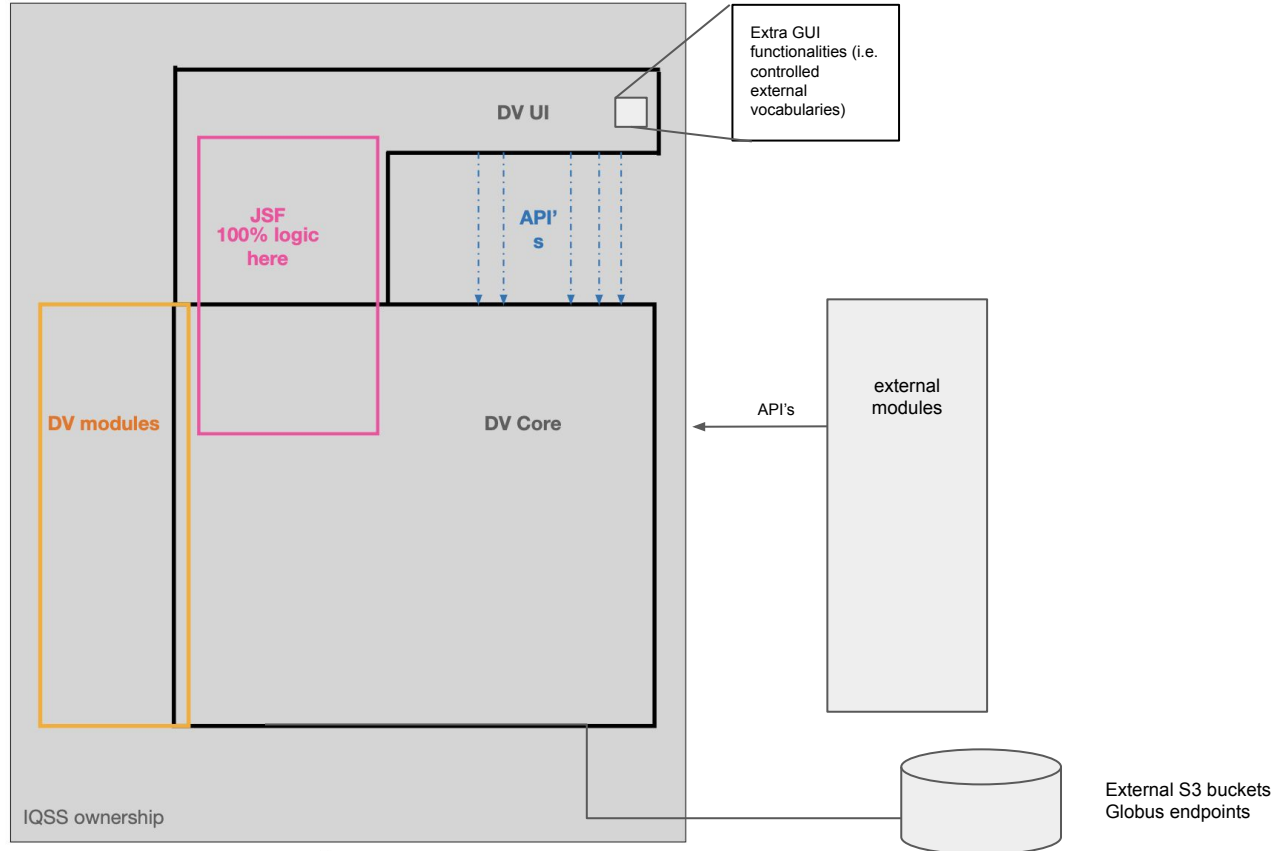 Extra GUI
functionalities (i.e.
controlled
external
vocabularies)
DV UI
JSF
100% logic
here
API'
s
DV modules
DV Core
API's
external
modules
External S3 buckets
Globus endpoints
IQSS ownership